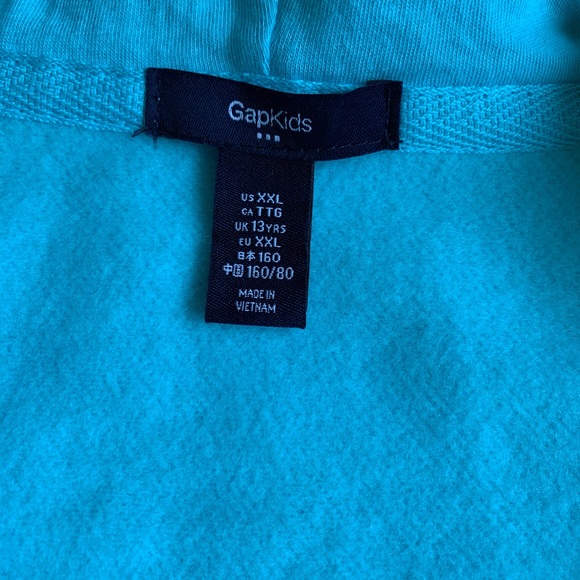 GapKids
US XXL
CA TTG
UK 13YRS
EU XXL
日本 160
中国 160/80
MADE IN
VIETNAM